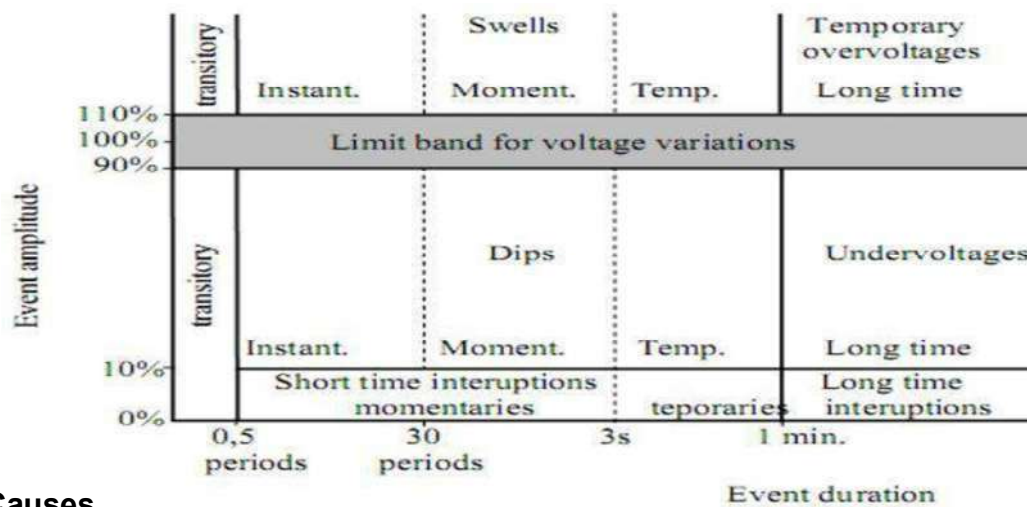 Swells
Temporary
overvoltages
transitory
Instant.
Moment.
Temp.
Long time
110%
100%
90%
Limit band for voltage variations
Event amplitude
transitory
Dips
Undervoltages
Instant.
Moment.
Temp.
Long time
10%
Short time interuptions
momentaries
teporaries
Long time
interuptions
0%
0,5
periods
30
periods
3s
1 min.
Causes
Event duration